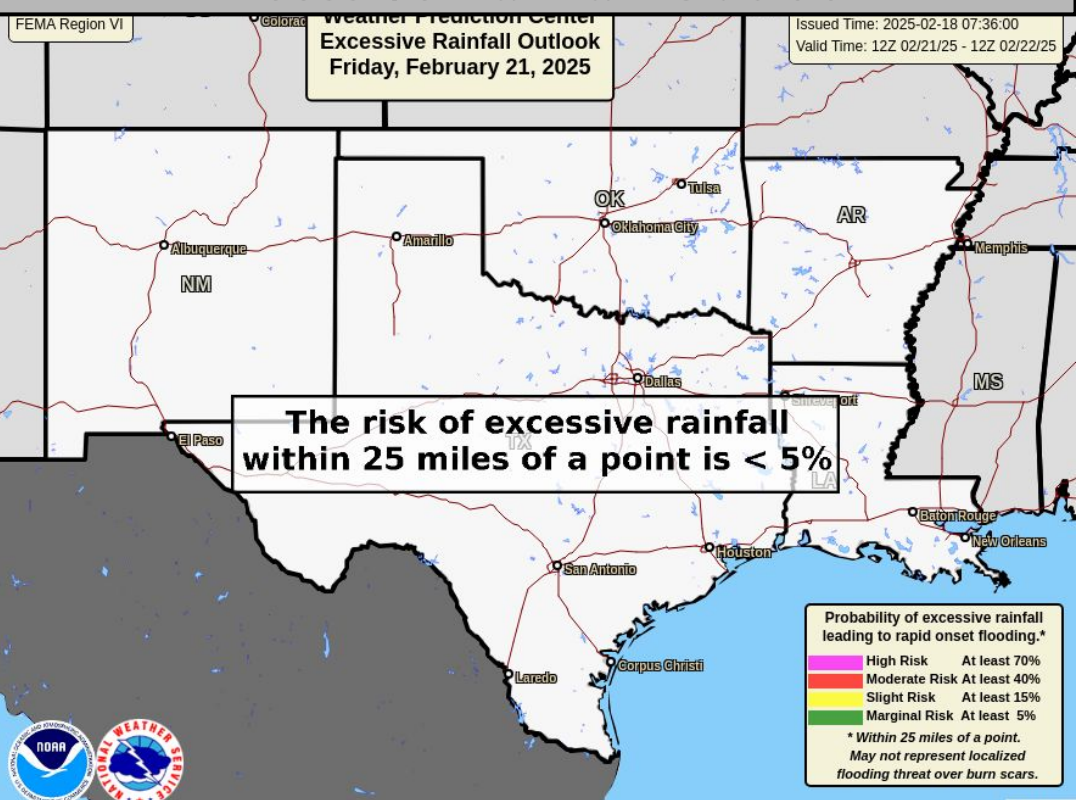 FEMA Region VI
Weather Prediction Center
Excessive Rainfall Outlook
Friday, February 21, 2025
Issued Time: 2025-02-18 07:36:00
Valid Time: 12Z 02/21/25 - 12Z 02/22/25
Colorad
Tulsa
OK
Oklahoma City
AR
Albuquerque
Amarillo
Memphis
NM
MS
Dallas
Shreveport
The risk of excessive rainfall
within 25 miles of a point is < 5%
TX
LA
El Paso
Baton Rouge
New Orleans
Houston
San Antonio
Corpus Christi
Laredo
Probability of excessive rainfall
leading to rapid onset flooding.*
High Risk At least 70%
Moderate Risk At least 40%
Slight Risk At least 15%
Marginal Risk At least 5%
* Within 25 miles of a point.
May not represent localized
flooding threat over burn scars.
NOAA
NATIONAL WEATHER SERVICE